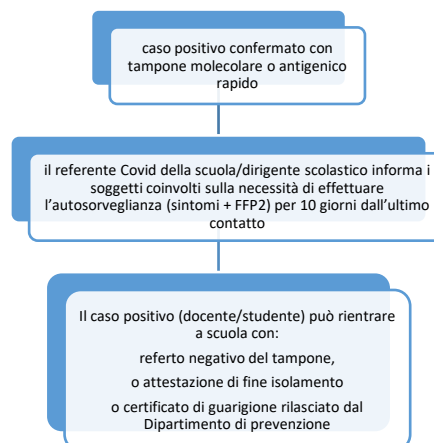 caso positivo confermato con
tampone molecolare o antigenico
rapido
il referente Covid della scuola/dirigente scolastico informa i
soggetti coinvolti sulla necessità di effettuare
l'autosorveglianza (sintomi + FFP2) per 10 giorni dall'ultimo
contatto
Il caso positivo (docente/studente) può rientrare
a scuola con:
referto negativo del tampone,
o attestazione di fine isolamento
o certificato di guarigione rilasciato dal
Dipartimento di prevenzione